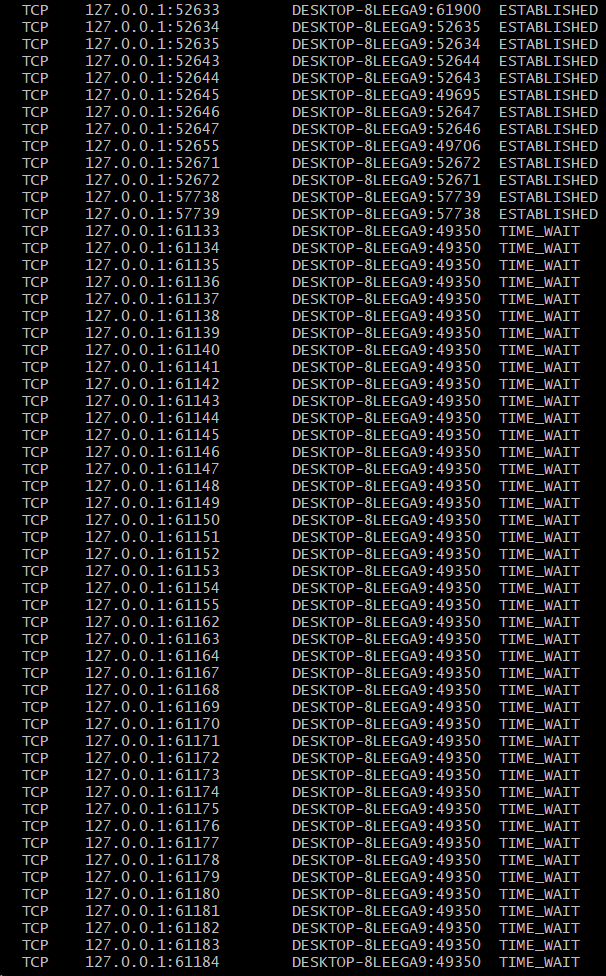 TCP 127.0.0.1:52633 DESKTOP-8LEEGA9:61900 ESTABLISHED
TCP 127.0.0.1:52634 DESKTOP-8LEEGA9:52635 ESTABLISHED
TCP 127.0.0.1:52635 DESKTOP-8LEEGA9:52634 ESTABLISHED
TCP 127.0.0.1:52643 DESKTOP-8LEEGA9:52644 ESTABLISHED
TCP 127.0.0.1:52644 DESKTOP-8LEEGA9:52643 ESTABLISHED
TCP 127.0.0.1:52645 DESKTOP-8LEEGA9:49695 ESTABLISHED
TCP 127.0.0.1:52646 DESKTOP-8LEEGA9:52647 ESTABLISHED
TCP 127.0.0.1:52647 DESKTOP-8LEEGA9:52646 ESTABLISHED
TCP 127.0.0.1:52655 DESKTOP-8LEEGA9:49706 ESTABLISHED
TCP 127.0.0.1:52671 DESKTOP-8LEEGA9:52672 ESTABLISHED
TCP 127.0.0.1:52672 DESKTOP-8LEEGA9:52671 ESTABLISHED
TCP 127.0.0.1:57738 DESKTOP-8LEEGA9:57739 ESTABLISHED
TCP 127.0.0.1:57739 DESKTOP-8LEEGA9:57738 ESTABLISHED
TCP 127.0.0.1:61133 DESKTOP-8LEEGA9:49350 TIME_WAIT
TCP 127.0.0.1:61134 DESKTOP-8LEEGA9:49350 TIME_WAIT
TCP 127.0.0.1:61135 DESKTOP-8LEEGA9:49350 TIME_WAIT
TCP 127.0.0.1:61136 DESKTOP-8LEEGA9:49350 TIME_WAIT
TCP 127.0.0.1:61137 DESKTOP-8LEEGA9:49350 TIME_WAIT
TCP 127.0.0.1:61138 DESKTOP-8LEEGA9:49350 TIME_WAIT
TCP 127.0.0.1:61139 DESKTOP-8LEEGA9:49350 TIME_WAIT
TCP 127.0.0.1:61140 DESKTOP-8LEEGA9:49350 TIME_WAIT
TCP 127.0.0.1:61141 DESKTOP-8LEEGA9:49350 TIME_WAIT
TCP 127.0.0.1:61142 DESKTOP-8LEEGA9:49350 TIME_WAIT
TCP 127.0.0.1:61143 DESKTOP-8LEEGA9:49350 TIME_WAIT
TCP 127.0.0.1:61144 DESKTOP-8LEEGA9:49350 TIME_WAIT
TCP 127.0.0.1:61145 DESKTOP-8LEEGA9:49350 TIME_WAIT
TCP 127.0.0.1:61146 DESKTOP-8LEEGA9:49350 TIME_WAIT
TCP 127.0.0.1:61147 DESKTOP-8LEEGA9:49350 TIME_WAIT
TCP 127.0.0.1:61148 DESKTOP-8LEEGA9:49350 TIME_WAIT
TCP 127.0.0.1:61149 DESKTOP-8LEEGA9:49350 TIME_WAIT
TCP 127.0.0.1:61150 DESKTOP-8LEEGA9:49350 TIME_WAIT
TCP 127.0.0.1:61151 DESKTOP-8LEEGA9:49350 TIME_WAIT
TCP 127.0.0.1:61152 DESKTOP-8LEEGA9:49350 TIME_WAIT
TCP 127.0.0.1:61153 DESKTOP-8LEEGA9:49350 TIME_WAIT
TCP 127.0.0.1:61154 DESKTOP-8LEEGA9:49350 TIME_WAIT
TCP 127.0.0.1:61155 DESKTOP-8LEEGA9:49350 TIME_WAIT
TCP 127.0.0.1:61162 DESKTOP-8LEEGA9:49350 TIME_WAIT
TCP 127.0.0.1:61163 DESKTOP-8LEEGA9:49350 TIME_WAIT
TCP 127.0.0.1:61164 DESKTOP-8LEEGA9:49350 TIME_WAIT
TCP 127.0.0.1:61167 DESKTOP-8LEEGA9:49350 TIME_WAIT
TCP 127.0.0.1:61168 DESKTOP-8LEEGA9:49350 TIME_WAIT
TCP 127.0.0.1:61169 DESKTOP-8LEEGA9:49350 TIME_WAIT
TCP 127.0.0.1:61170 DESKTOP-8LEEGA9:49350 TIME_WAIT
TCP 127.0.0.1:61171 DESKTOP-8LEEGA9:49350 TIME_WAIT
TCP 127.0.0.1:61172 DESKTOP-8LEEGA9:49350 TIME_WAIT
TCP 127.0.0.1:61173 DESKTOP-8LEEGA9:49350 TIME_WAIT
TCP 127.0.0.1:61174 DESKTOP-8LEEGA9:49350 TIME_WAIT
TCP 127.0.0.1:61175 DESKTOP-8LEEGA9:49350 TIME_WAIT
TCP 127.0.0.1:61176 DESKTOP-8LEEGA9:49350 TIME_WAIT
TCP 127.0.0.1:61177 DESKTOP-8LEEGA9:49350 TIME_WAIT
TCP 127.0.0.1:61178 DESKTOP-8LEEGA9:49350 TIME_WAIT
TCP 127.0.0.1:61179 DESKTOP-8LEEGA9:49350 TIME_WAIT
TCP 127.0.0.1:61180 DESKTOP-8LEEGA9:49350 TIME_WAIT
TCP 127.0.0.1:61181 DESKTOP-8LEEGA9:49350 TIME_WAIT
TCP 127.0.0.1:61182 DESKTOP-8LEEGA9:49350 TIME_WAIT
TCP 127.0.0.1:61183 DESKTOP-8LEEGA9:49350 TIME_WAIT
TCP 127.0.0.1:61184 DESKTOP-8LEEGA9:49350 TIME_WAIT